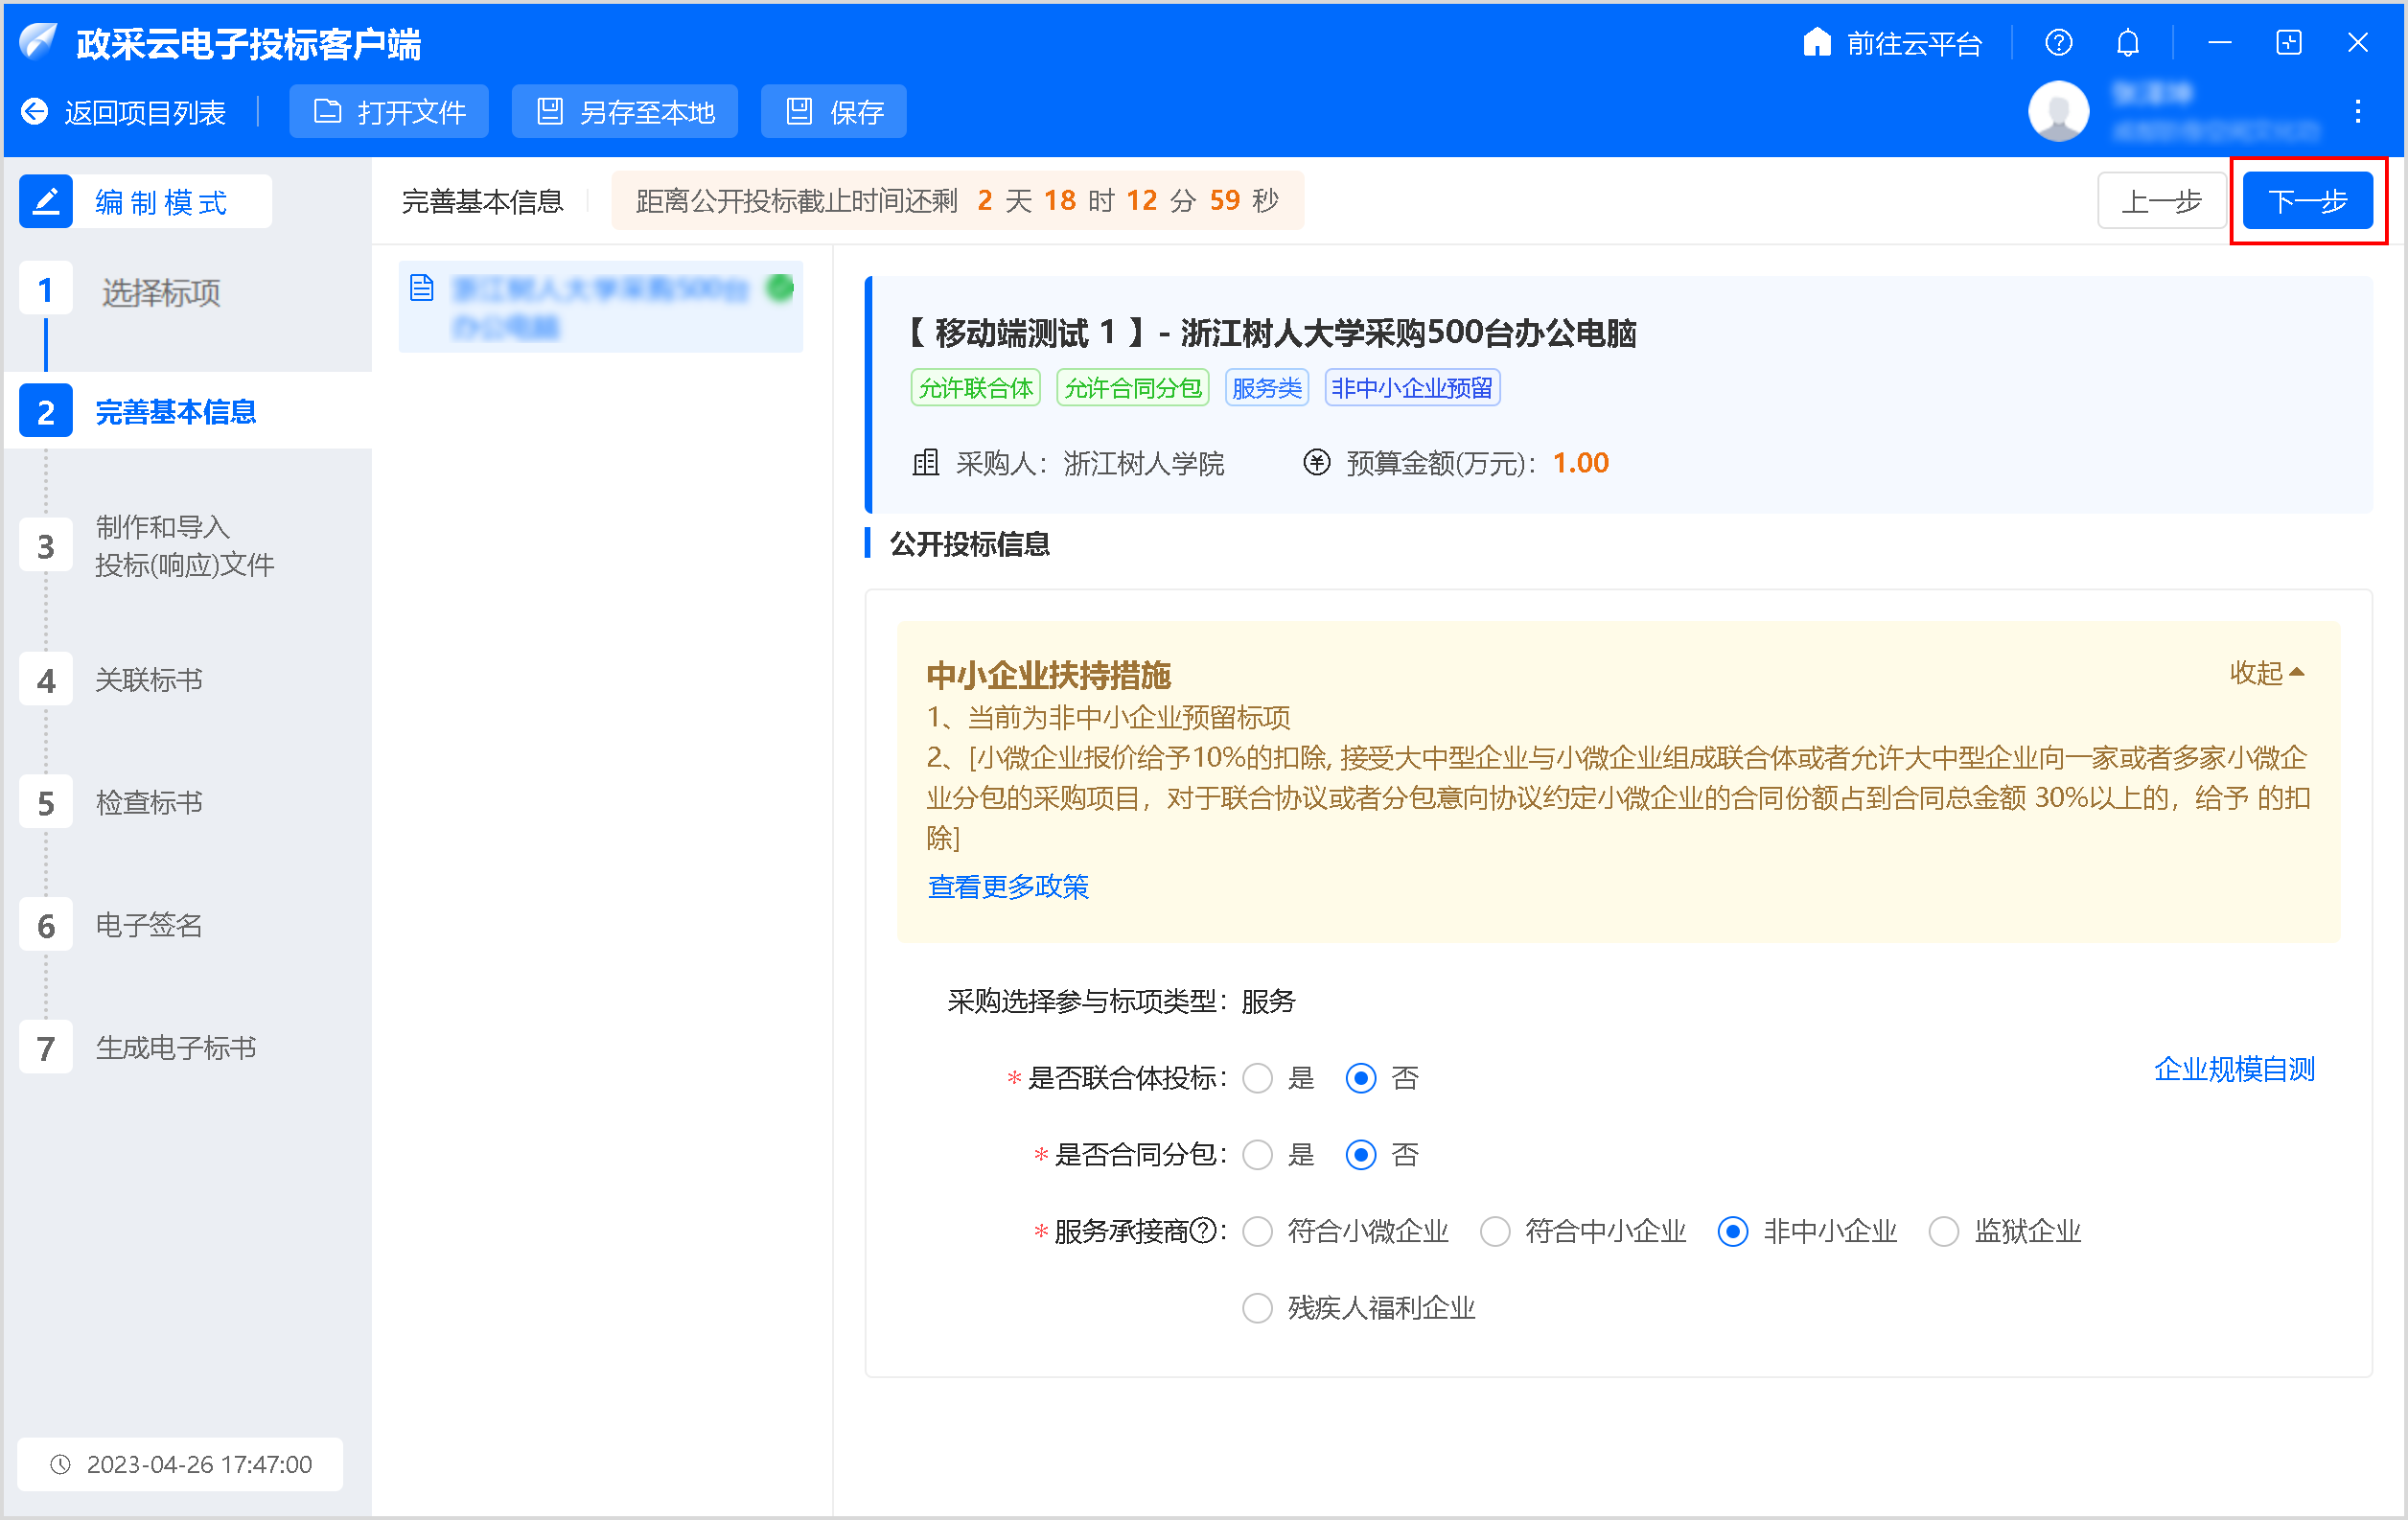 政采云电子投标客户端
前往云平台
返回项目列表
打开文件
另存至本地
保存
编制模式
完善基本信息
距离公开投标截止时间还剩 2 天 18 时 12 分 59 秒
上一步
下一步
1 选择标项
2 完善基本信息
3 制作和导入
投标(响应)文件
4 关联标书
5 检查标书
6 电子签名
7 生成电子标书
2023-04-26 17:47:00
浙江树人大学采购500台
办公电脑
【 移动端测试 1 】- 浙江树人大学采购500台办公电脑
允许联合体 允许合同分包 服务类 非中小企业预留
采购人：浙江树人学院 预算金额(万元)：1.00
公开投标信息
中小企业扶持措施
收起
1、当前为非中小企业预留标项
2、[小微企业报价给予10%的扣除, 接受大中型企业与小微企业组成联合体或者允许大中型企业向一家或者多家小微企
业分包的采购项目，对于联合协议或者分包意向协议约定小微企业的合同份额占到合同总金额 30%以上的，给予 的扣
除]
查看更多政策
采购选择参与标项类型：服务
*是否联合体投标： 是 否
企业规模自测
*是否合同分包： 是 否
*服务承接商?： 符合小微企业 符合中小企业 非中小企业 监狱企业
残疾人福利企业